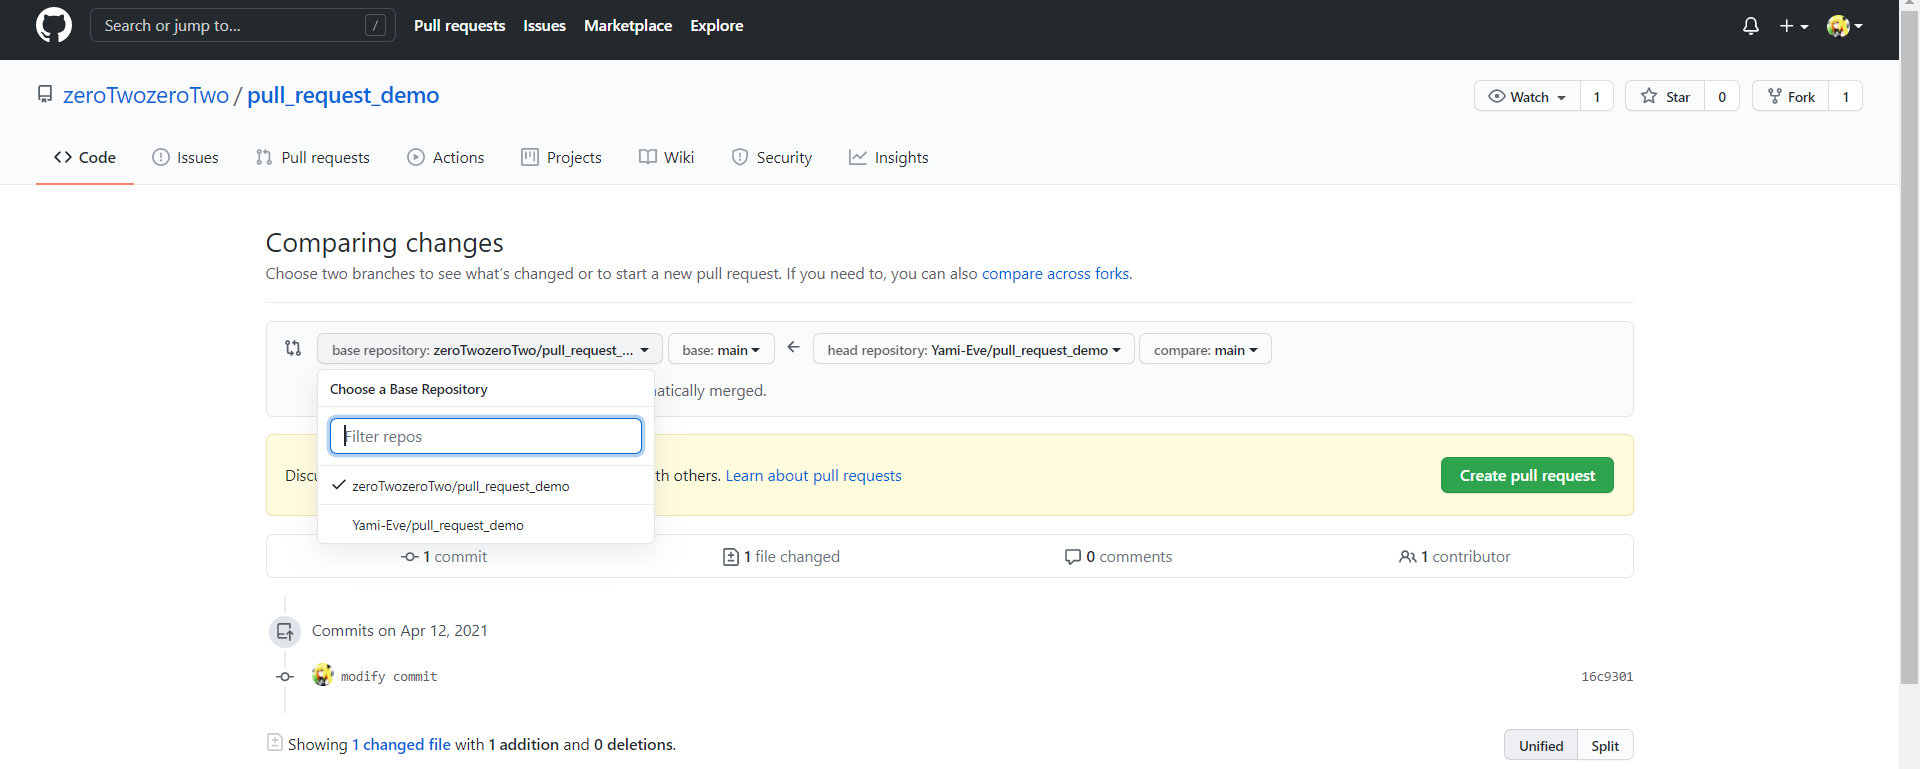 Search or jump to... / Pull requests Issues Marketplace Explore
zeroTwozeroTwo / pull_request_demo Watch 1 Star 0 Fork 1
Code Issues Pull requests Actions Projects Wiki Security Insights
Comparing changes
Choose two branches to see what's changed or to start a new pull request. If you need to, you can also compare across forks.
base repository: zeroTwozeroTwo/pull_request_... base: main head repository: Yami-Eve/pull_request_demo compare: main
Choose a Base Repository
matically merged.
Filter repos
Discu th others. Learn about pull requests Create pull request
zeroTwozeroTwo/pull_request_demo
Yami-Eve/pull_request_demo
1 commit 1 file changed 0 comments 1 contributor
Commits on Apr 12, 2021
modify commit 16c9301
Showing 1 changed file with 1 addition and 0 deletions. Unified Split